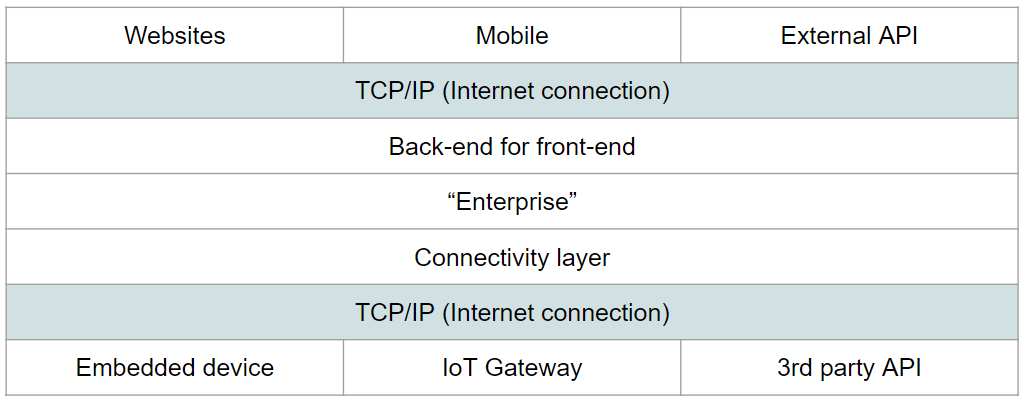 Websites
Mobile
External API
TCP/IP (Internet connection)
Back-end for front-end
“Enterprise”
Connectivity layer
TCP/IP (Internet connection)
Embedded device
IoT Gateway
3rd party API